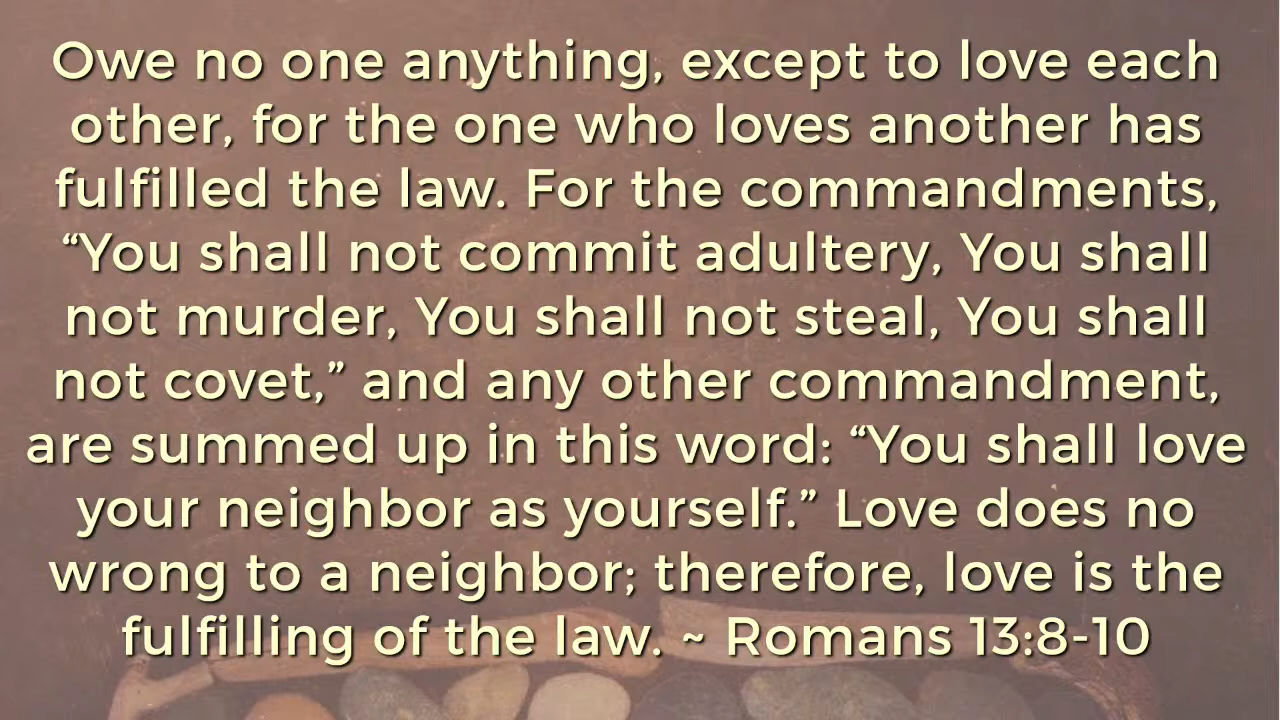 Owe no one anything, except to love each
other, for the one who loves another has
fulfilled the law. For the commandments,
“You shall not commit adultery, You shall
not murder, You shall not steal, You shall
not covet,” and any other commandment,
are summed up in this word: “You shall love
your neighbor as yourself.” Love does no
wrong to a neighbor; therefore, love is the
fulfilling of the law. ~ Romans 13:8-10